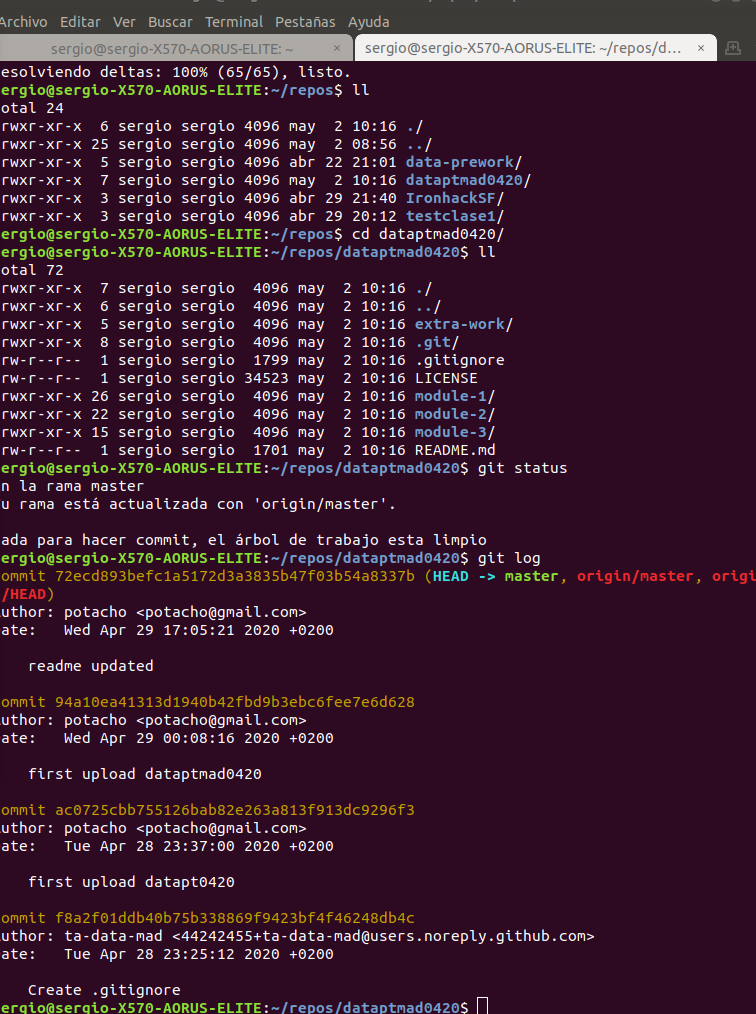 Archivo Editar Ver Buscar Terminal Pestañas Ayuda
sergio@sergio-X570-AORUS-ELITE: ~ × sergio@sergio-X570-AORUS-ELITE: ~/repos/d... ×
esolviendo deltas: 100% (65/65), listo.
ergio@sergio-X570-AORUS-ELITE:~/repos$ ll
otal 24
rwxr-xr-x  6 sergio sergio 4096 may  2 10:16 ./
rwxr-xr-x 25 sergio sergio 4096 may  2 08:56 ../
rwxr-xr-x  5 sergio sergio 4096 abr 22 21:01 data-prework/
rwxr-xr-x  7 sergio sergio 4096 may  2 10:16 dataptmad0420/
rwxr-xr-x  3 sergio sergio 4096 abr 29 21:40 IronhackSF/
rwxr-xr-x  3 sergio sergio 4096 abr 29 20:12 testclase1/
ergio@sergio-X570-AORUS-ELITE:~/repos$ cd dataptmad0420/
ergio@sergio-X570-AORUS-ELITE:~/repos/dataptmad0420$ ll
otal 72
rwxr-xr-x  7 sergio sergio  4096 may  2 10:16 ./
rwxr-xr-x  6 sergio sergio  4096 may  2 10:16 ../
rwxr-xr-x  5 sergio sergio  4096 may  2 10:16 extra-work/
rwxr-xr-x  8 sergio sergio  4096 may  2 10:16 .git/
rw-r--r--  1 sergio sergio  1799 may  2 10:16 .gitignore
rw-r--r--  1 sergio sergio 34523 may  2 10:16 LICENSE
rwxr-xr-x 26 sergio sergio  4096 may  2 10:16 module-1/
rwxr-xr-x 22 sergio sergio  4096 may  2 10:16 module-2/
rwxr-xr-x 15 sergio sergio  4096 may  2 10:16 module-3/
rw-r--r--  1 sergio sergio  1701 may  2 10:16 README.md
ergio@sergio-X570-AORUS-ELITE:~/repos/dataptmad0420$ git status
n la rama master
u rama está actualizada con 'origin/master'.
ada para hacer commit, el árbol de trabajo esta limpio
ergio@sergio-X570-AORUS-ELITE:~/repos/dataptmad0420$ git log
ommit 72ecd893befc1a5172d3a3835b47f03b54a8337b (HEAD -> master, origin/master, origi
/HEAD)
uthor: potacho <potacho@gmail.com>
ate:   Wed Apr 29 17:05:21 2020 +0200
readme updated
ommit 94a10ea41313d1940b42fbd9b3ebc6fee7e6d628
uthor: potacho <potacho@gmail.com>
ate:   Wed Apr 29 00:08:16 2020 +0200
first upload dataptmad0420
ommit ac0725cbb755126bab82e263a813f913dc9296f3
uthor: potacho <potacho@gmail.com>
ate:   Tue Apr 28 23:37:00 2020 +0200
first upload datapt0420
ommit f8a2f01ddb40b75b338869f9423bf4f46248db4c
uthor: ta-data-mad <44242455+ta-data-mad@users.noreply.github.com>
ate:   Tue Apr 28 23:25:12 2020 +0200
Create .gitignore
ergio@sergio-X570-AORUS-ELITE:~/repos/dataptmad0420$